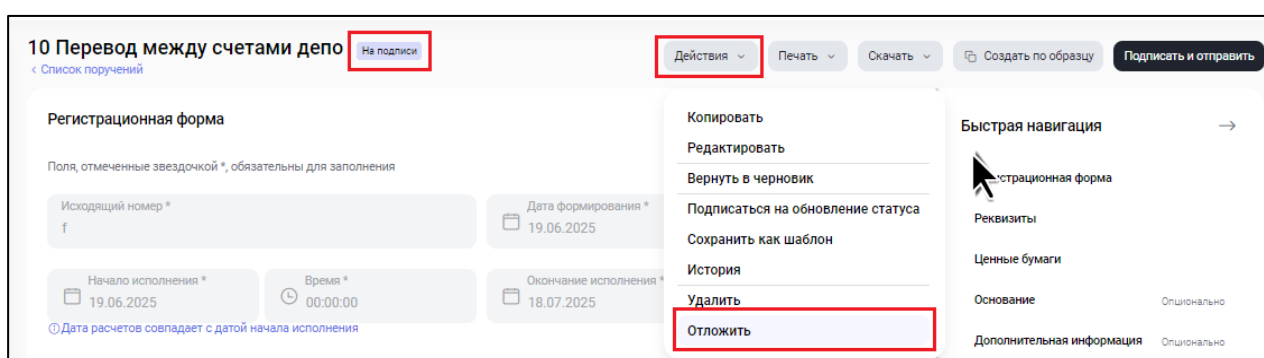 10 Перевод между счетами депо На подписи
Действия Печать Скачать Создать по образцу Подписать и отправить
‹ Список поручений
Регистрационная форма
Поля, отмеченные звездочкой *, обязательны для заполнения
Исходящий номер *
f
Дата формирования *
19.06.2025
Начало исполнения *
19.06.2025
Время *
00:00:00
Окончание исполнения *
18.07.2025
Дата расчетов совпадает с датой начала исполнения
Копировать
Редактировать
Вернуть в черновик
Подписаться на обновление статуса
Сохранить как шаблон
История
Удалить
Отложить
Быстрая навигация →
форма
Реквизиты
Ценные бумаги
Основание Опционально
Дополнительная информация Опционально